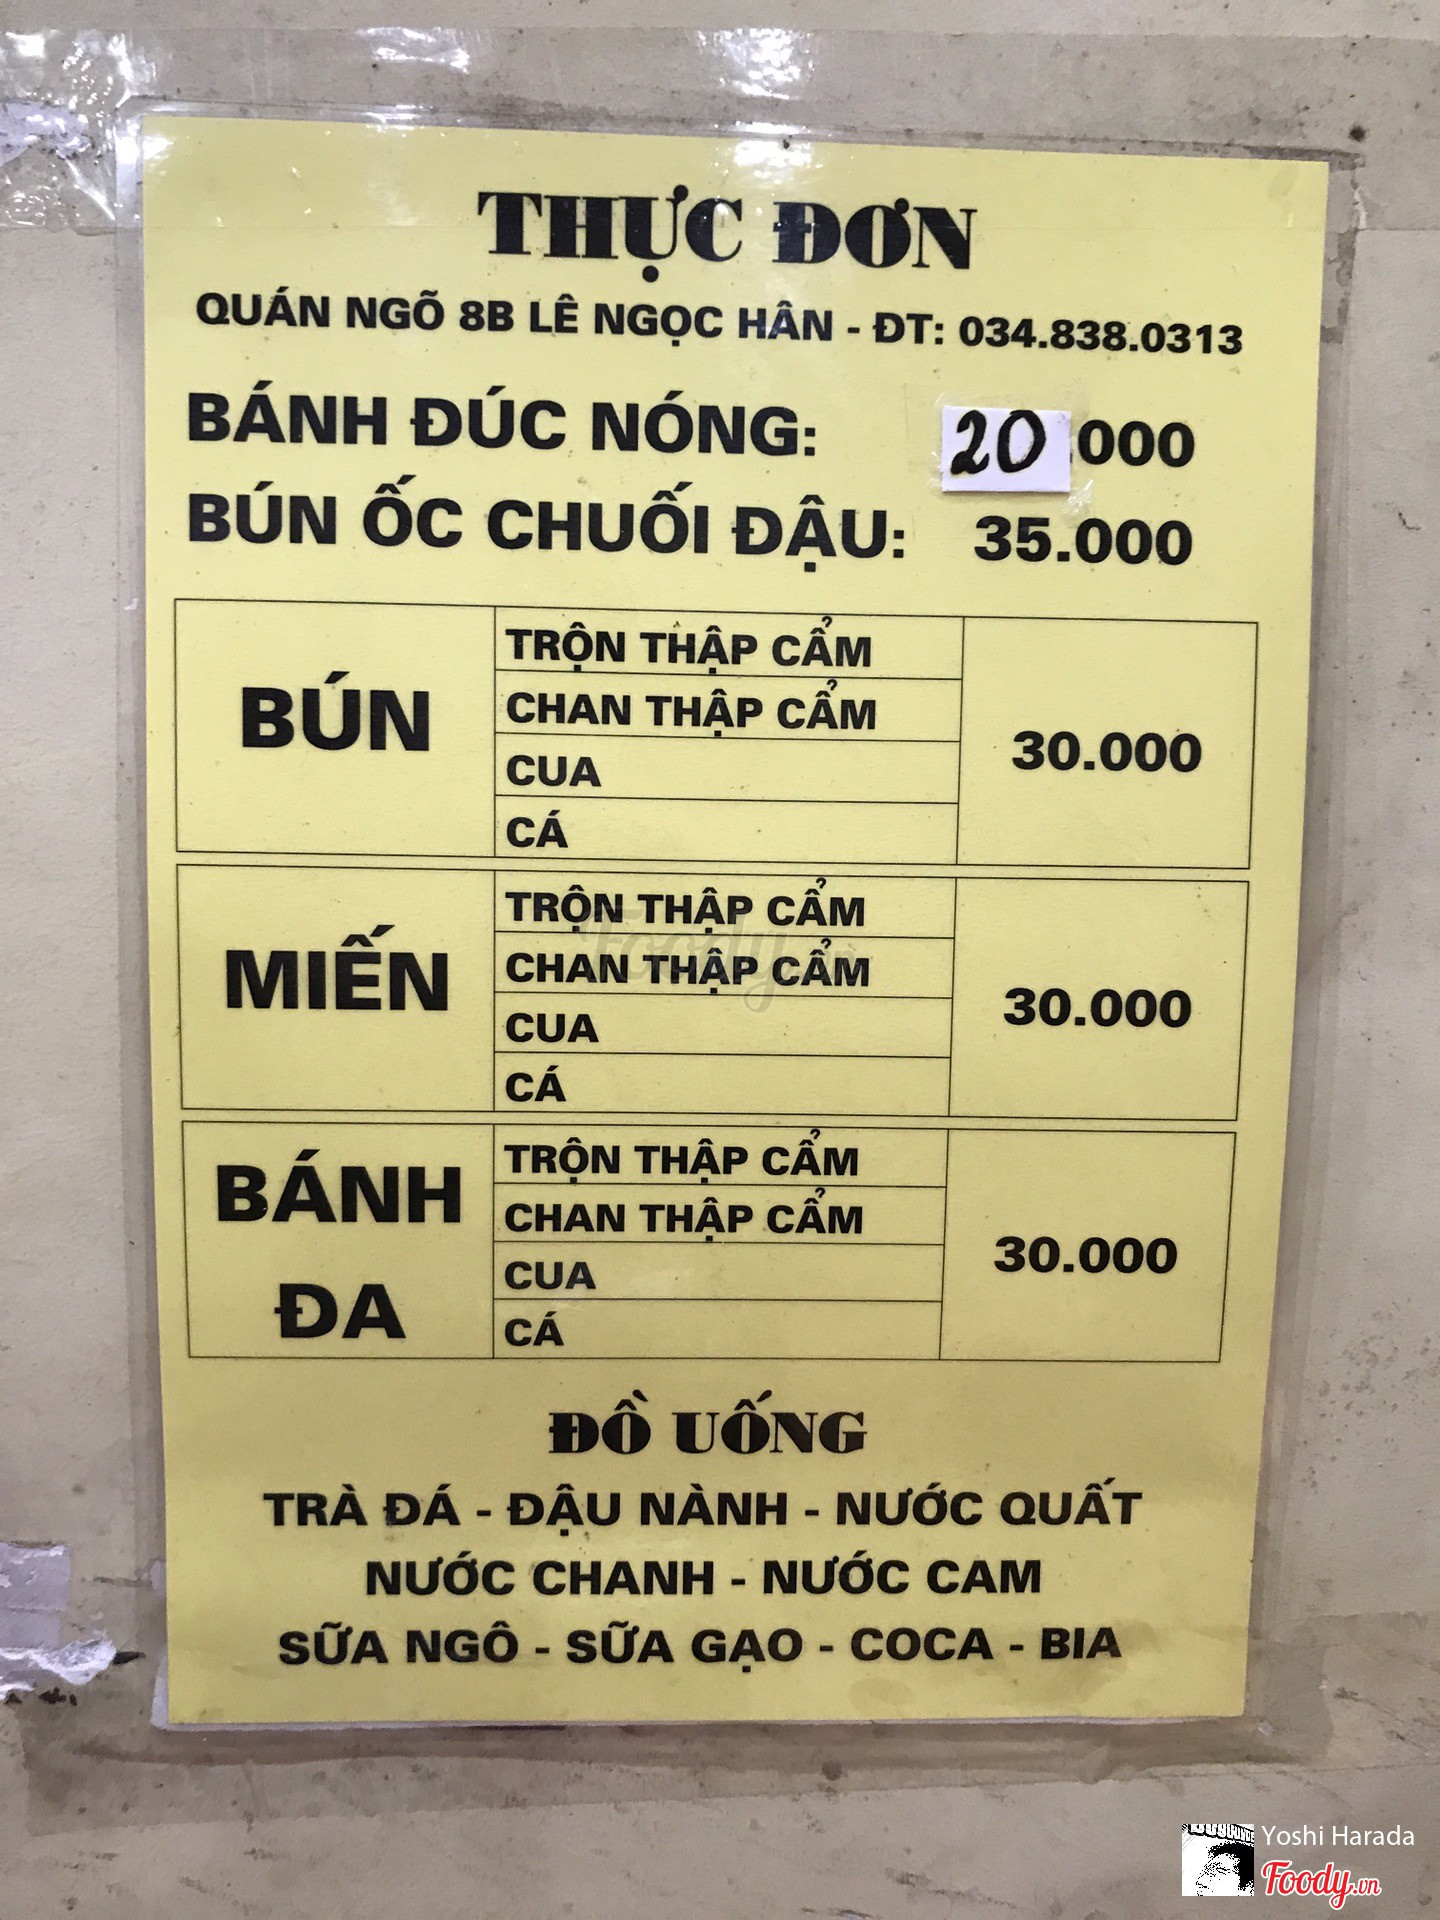 THỰC ĐƠN
QUÁN NGÕ 8B LÊ NGỌC HÂN - ĐT: 034.838.0313
BÁNH ĐÚC NÓNG: 20.000
BÚN ỐC CHUỐI ĐẬU: 35.000
BÚN
TRỘN THẬP CẨM
CHAN THẬP CẨM
CUA
CÁ
30.000
MIẾN
TRỘN THẬP CẨM
CHAN THẬP CẨM
CUA
CÁ
30.000
BÁNH
ĐA
TRỘN THẬP CẨM
CHAN THẬP CẨM
CUA
CÁ
30.000
ĐỒ UỐNG
TRÀ ĐÁ - ĐẬU NÀNH - NƯỚC QUẤT
NƯỚC CHANH - NƯỚC CAM
SỮA NGÔ - SỮA GẠO - COCA - BIA
Foody.vn
Yoshi Harada
Foody.vn